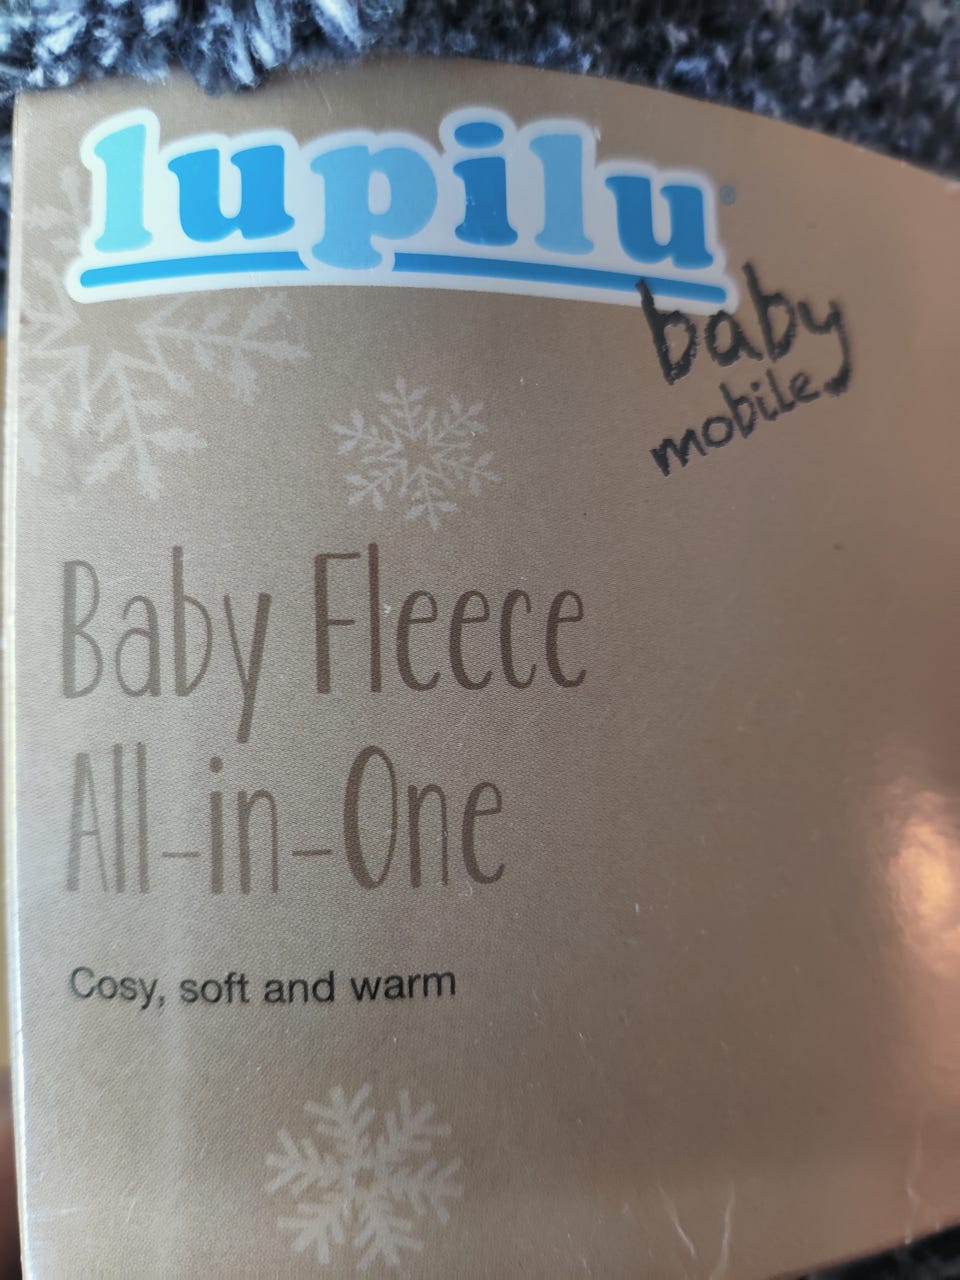 lupilu®
baby
mobile
Baby Fleece
All-in-One
Cosy, soft and warm